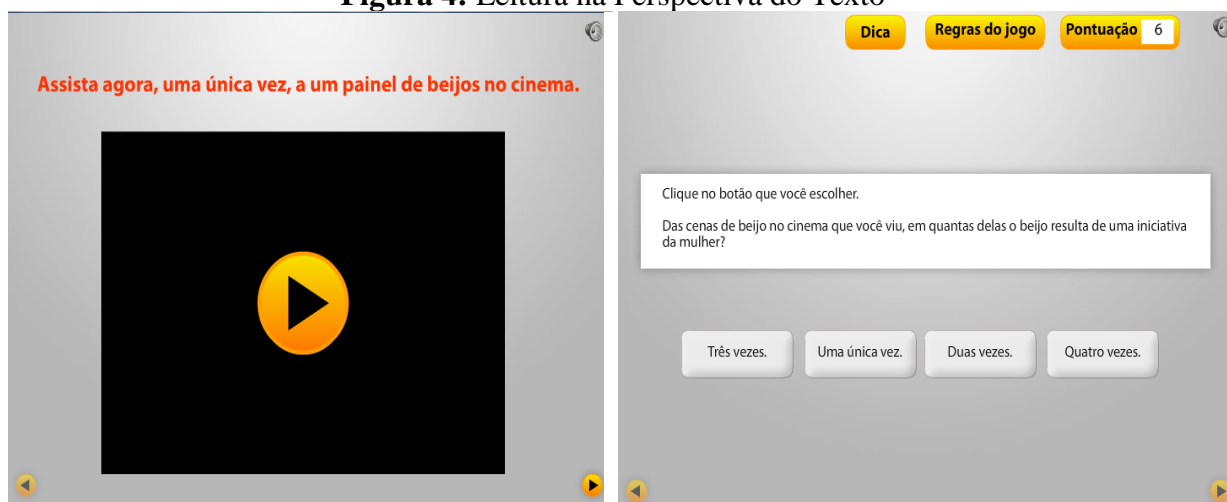 Figura 4: Leitura na Perspectiva do Texto
Assista agora, uma única vez, a um painel de beijos no cinema.
Dica
Regras do jogo
Pontuação 6
Clique no botão que você escolher.
Das cenas de beijo no cinema que você viu, em quantas delas o beijo resulta de uma iniciativa
da mulher?
Três vezes.
Uma única vez.
Duas vezes.
Quatro vezes.